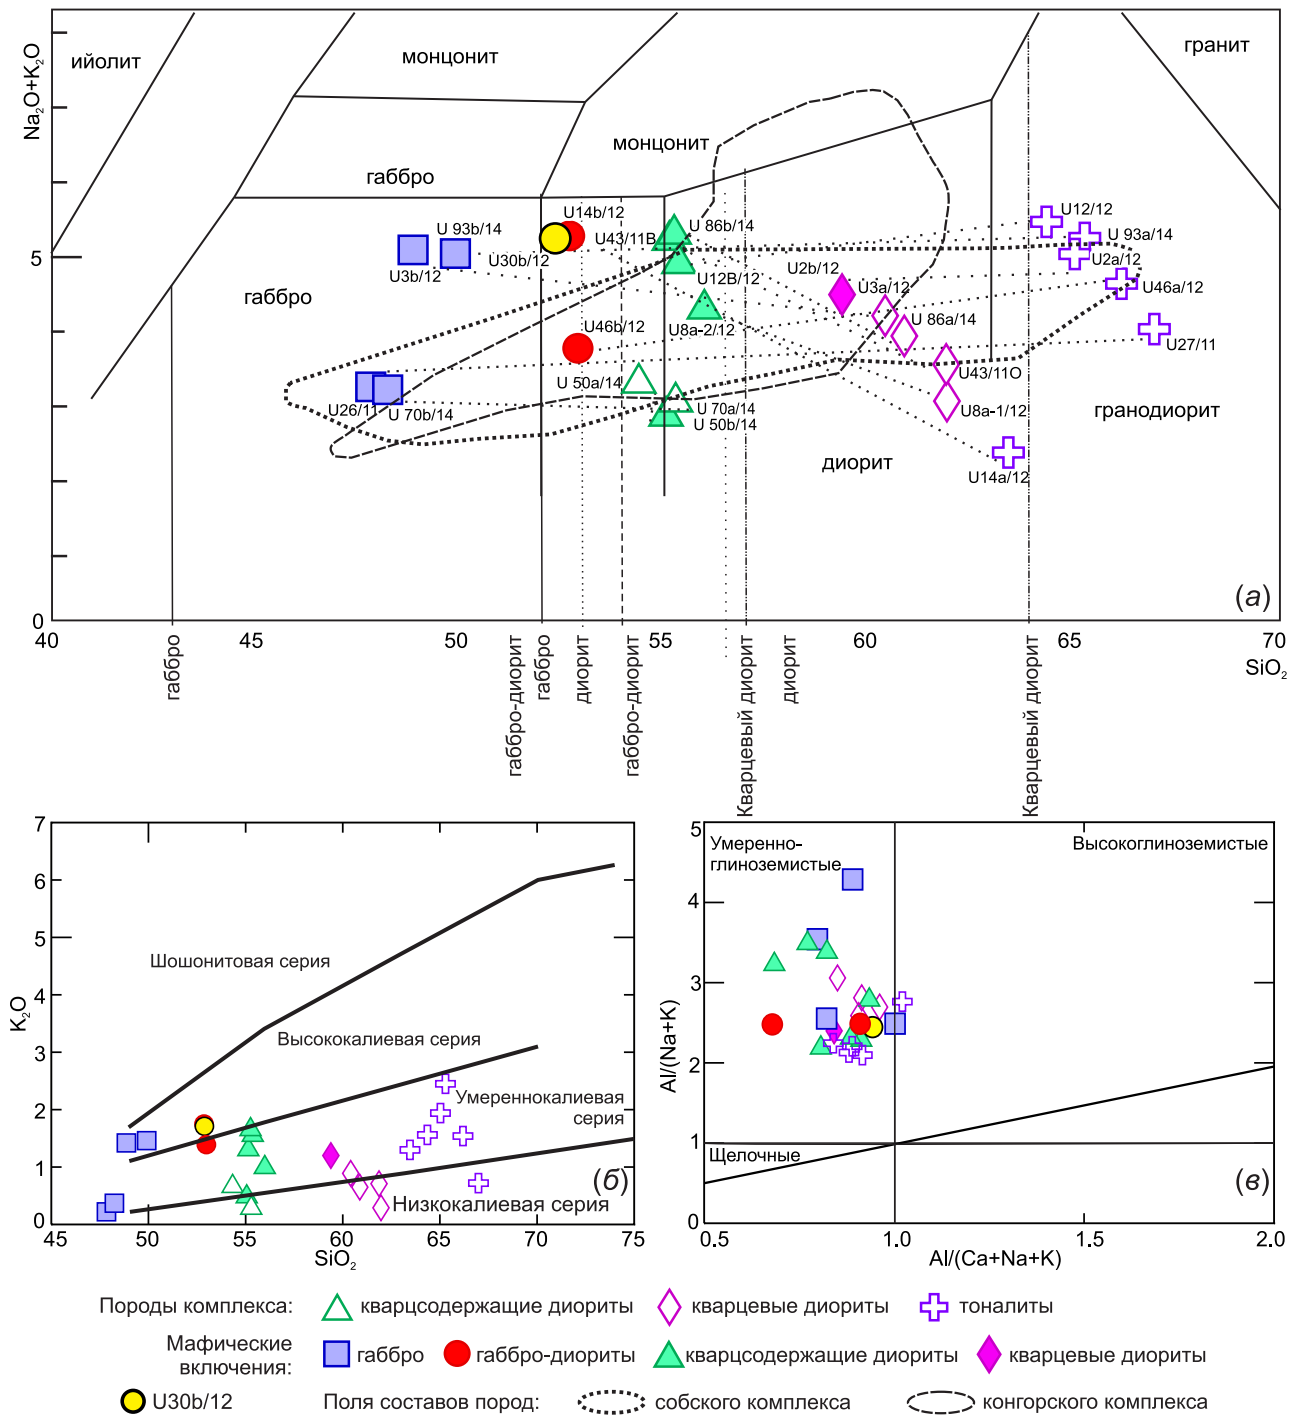 ийолит
монцонит
гранит
Na₂O+K₂O
монцонит
габбро
U 93b/14
U14b/12
U 86b/14
U12/12
U43/11B
U 93a/14
U3b/12
U30b/12
U12B/12
U2b/12
U3a/12
U2a/12
5
габбро
U46a/12
U46b/12
U8a-2/12
U 86a/14
U27/11
U 50a/14
U43/11O
U26/11
U 70b/14
U 70a/14
U8a-1/12
гранодиорит
U 50b/14
диорит
U14a/12
(а)
0
40
45
50
55
60
65
70
SiO₂
габбро
габбро-диорит
габбро
диорит
габбро-диорит
Кварцевый диорит
диорит
Кварцевый диорит
7
6
5
4
3
2
1
0
K₂O
Шошонитовая серия
Высококалиевая серия
Умереннокалиевая
серия
Низкокалиевая серия
(б)
45
50
55
60
65
70
75
SiO₂
5
4
3
2
1
0
Al/(Na+K)
Умеренно-
глиноземистые
Высокоглиноземистые
Щелочные
(в)
0.5
1.0
1.5
2.0
Al/(Ca+Na+K)
Породы комплекса:
кварцсодержащие диориты
кварцевые диориты
тоналиты
Мафические
включения:
габбро
габбро-диориты
кварцсодержащие диориты
кварцевые диориты
U30b/12
Поля составов пород:
собского комплекса
конгорского комплекса